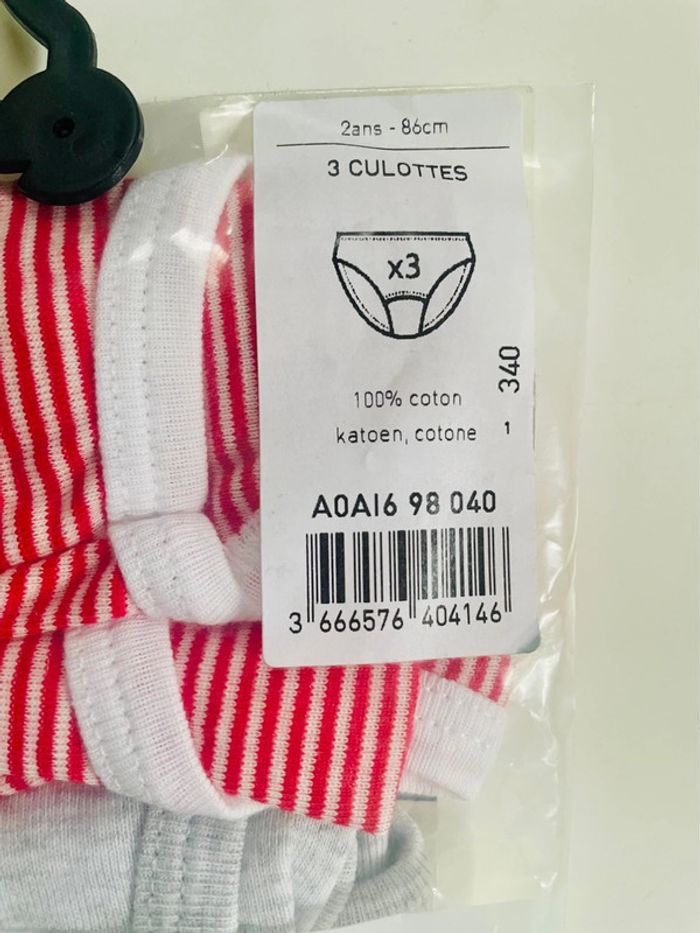 2ans - 86cm
3 CULOTTES
x3
340
100% coton
katoen, cotone 1
A0AI6 98 040
3 666576 404146